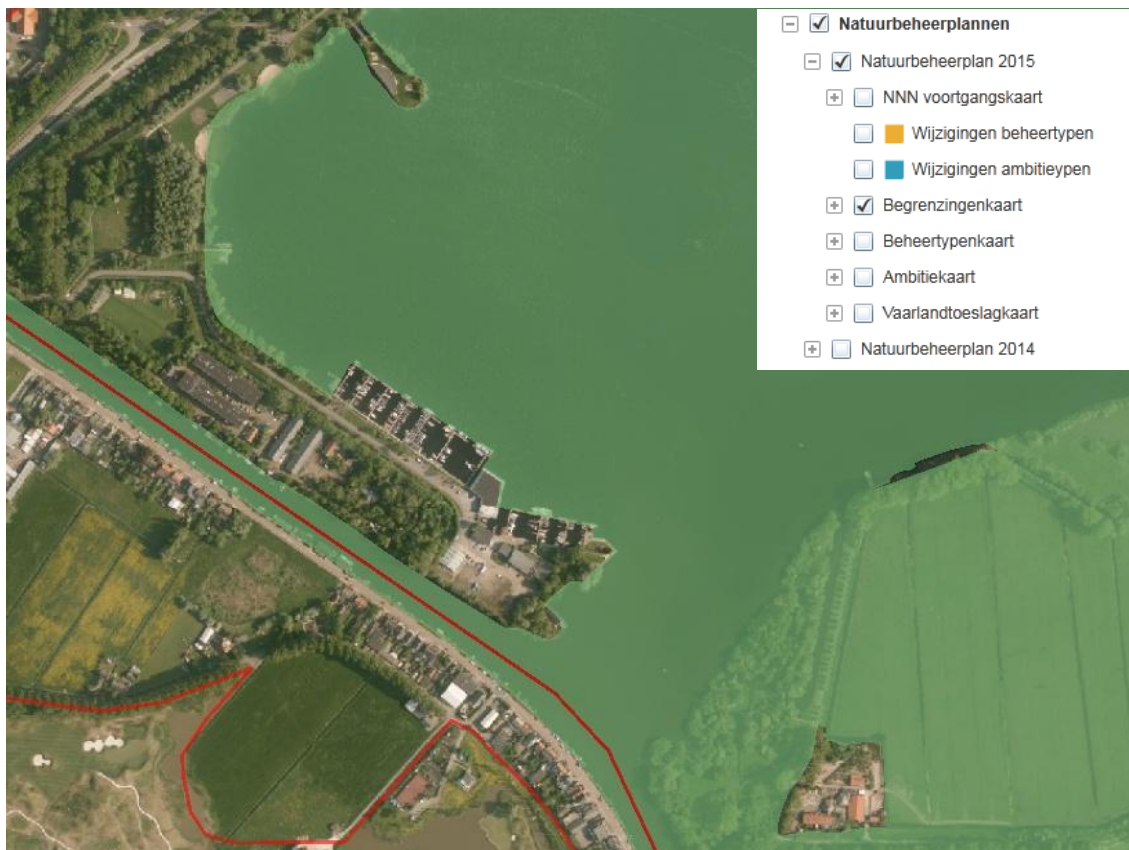 Natuurbeheerplannen
Natuurbeheerplan 2015
NNN voortgangskaart
Wijzigingen beheertypen
Wijzigingen ambitieypen
Begrenzingenkaart
Beheertypenkaart
Ambitiekaart
Vaarlandtoeslagkaart
Natuurbeheerplan 2014